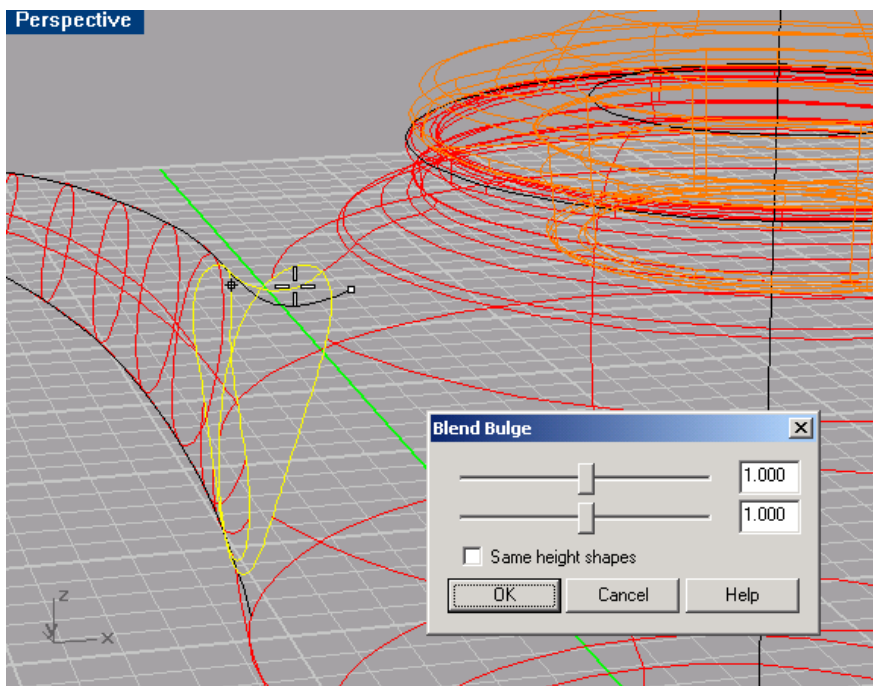 Perspective
Blend Bulge
1.000
1.000
Same height shapes
OK Cancel Help
z
y x